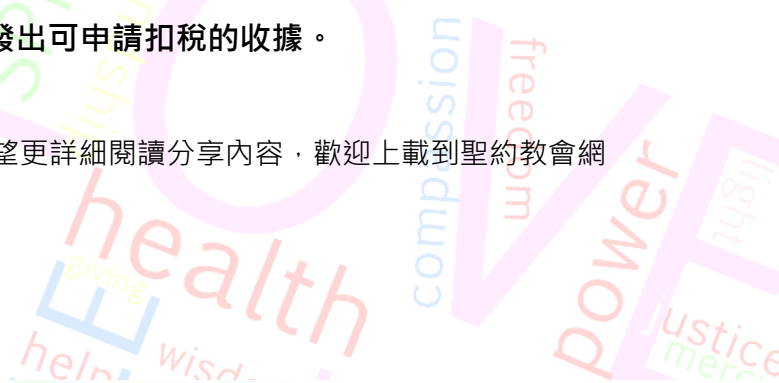 發出可申請扣稅的收據。
望更詳細閱讀分享內容，歡迎上載到聖約教會網
LOVE
compassion
freedom
power
light
health
giving
justice
mercy
help